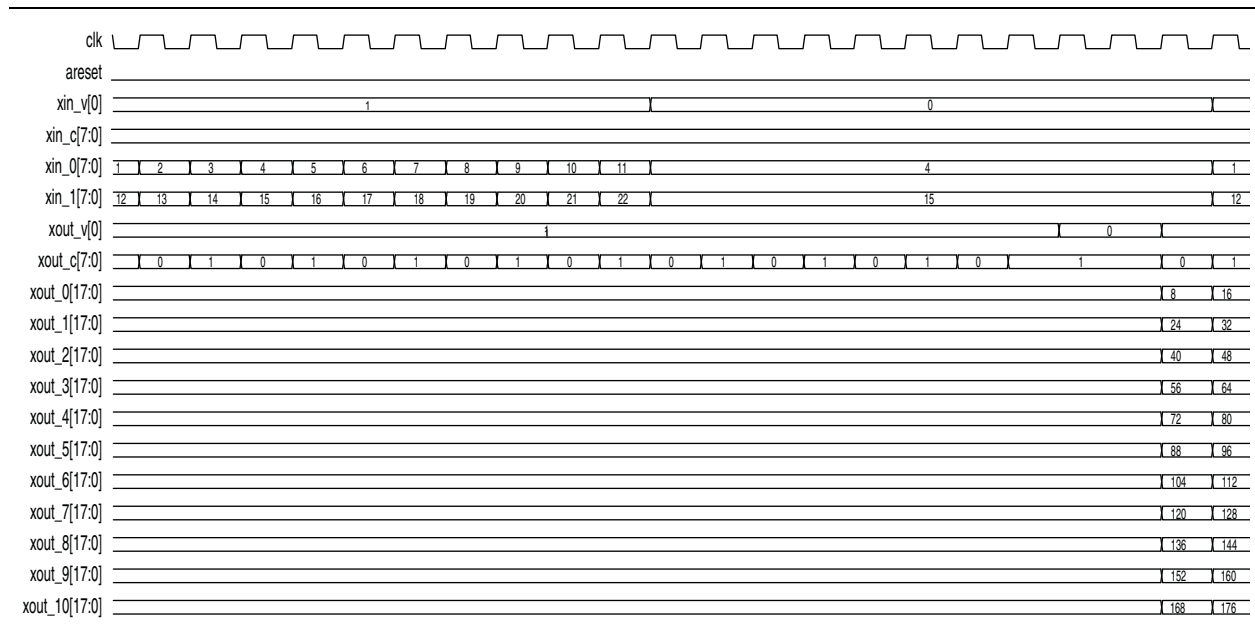 clk
areset
xin_v[0] 1 0
xin_c[7:0]
xin_0[7:0] 1 2 3 4 5 6 7 8 9 10 11 4 1
xin_1[7:0] 12 13 14 15 16 17 18 19 20 21 22 15 12
xout_v[0] 1 0
xout_c[7:0] 0 1 0 1 0 1 0 1 0 1 0 1 0 1 0 1 0 1 0 1
xout_0[17:0] 8 16
xout_1[17:0] 24 32
xout_2[17:0] 40 48
xout_3[17:0] 56 64
xout_4[17:0] 72 80
xout_5[17:0] 88 96
xout_6[17:0] 104 112
xout_7[17:0] 120 128
xout_8[17:0] 136 144
xout_9[17:0] 152 160
xout_10[17:0] 168 176